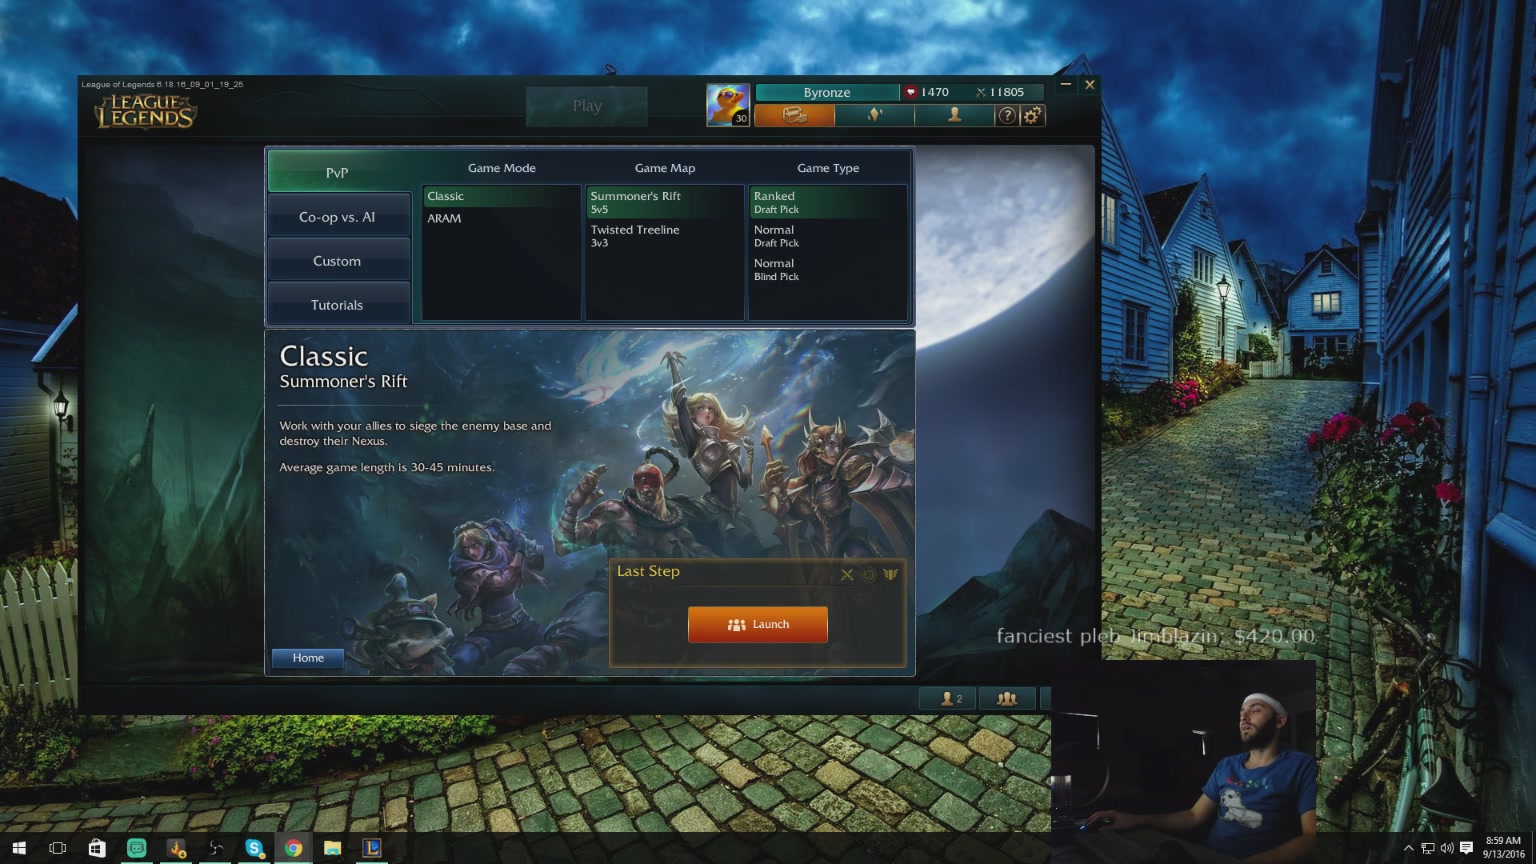 League of Legends 6.18.16_09_01_19_25
LEAGUE of LEGENDS
Play
30
Byronze
1470
11805
PvP
Co-op vs. AI
Custom
Tutorials
Game Mode
Classic
ARAM
Game Map
Summoner's Rift
5v5
Twisted Treeline
3v3
Game Type
Ranked
Draft Pick
Normal
Draft Pick
Normal
Blind Pick
Classic
Summoner's Rift
Work with your allies to siege the enemy base and
destroy their Nexus.
Average game length is 30-45 minutes.
Last Step
Launch
Home
2
fanciest pleb Jimblazin: $420.00
8:59 AM
9/13/2016